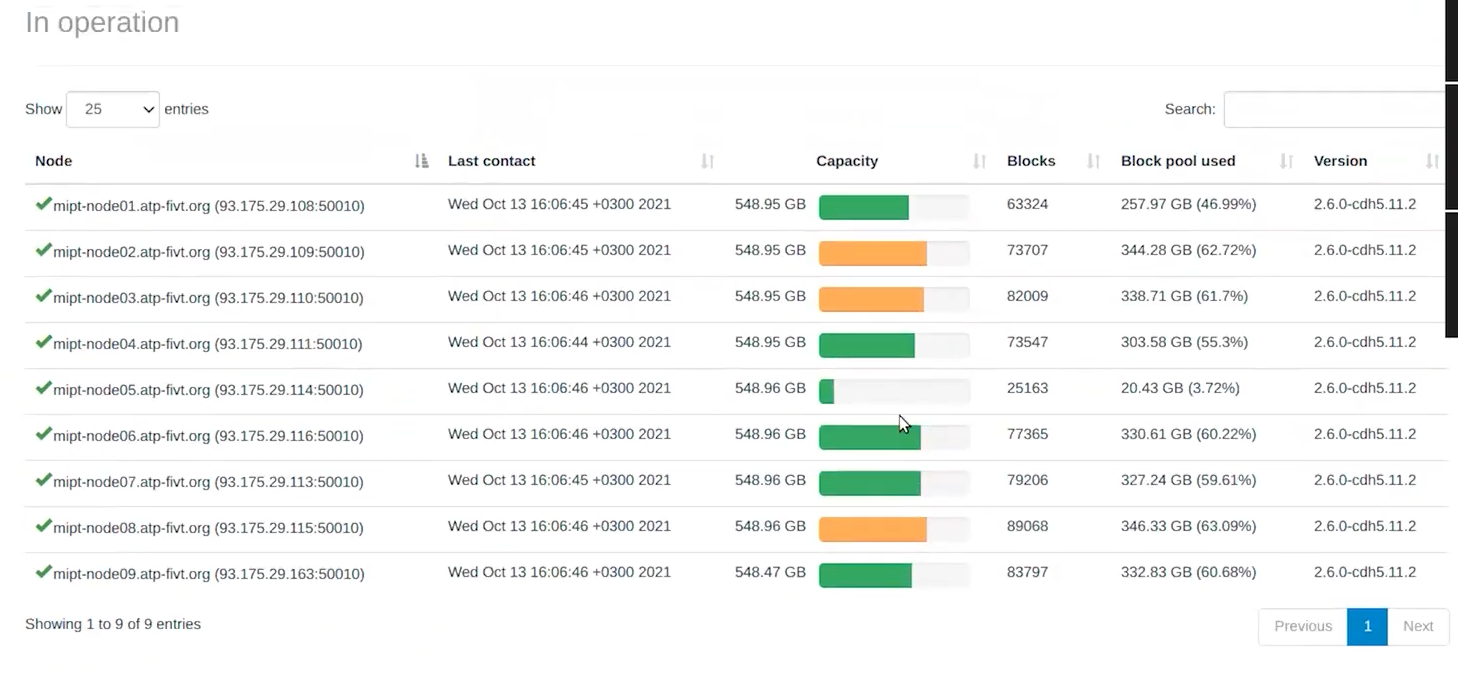 In operation
Show 25 entries
Search:
Node Last contact Capacity Blocks Block pool used Version
mipt-node01.atp-fivt.org (93.175.29.108:50010) Wed Oct 13 16:06:45 +0300 2021 548.95 GB 63324 257.97 GB (46.99%) 2.6.0-cdh5.11.2
mipt-node02.atp-fivt.org (93.175.29.109:50010) Wed Oct 13 16:06:45 +0300 2021 548.95 GB 73707 344.28 GB (62.72%) 2.6.0-cdh5.11.2
mipt-node03.atp-fivt.org (93.175.29.110:50010) Wed Oct 13 16:06:46 +0300 2021 548.95 GB 82009 338.71 GB (61.7%) 2.6.0-cdh5.11.2
mipt-node04.atp-fivt.org (93.175.29.111:50010) Wed Oct 13 16:06:44 +0300 2021 548.95 GB 73547 303.58 GB (55.3%) 2.6.0-cdh5.11.2
mipt-node05.atp-fivt.org (93.175.29.114:50010) Wed Oct 13 16:06:46 +0300 2021 548.96 GB 25163 20.43 GB (3.72%) 2.6.0-cdh5.11.2
mipt-node06.atp-fivt.org (93.175.29.116:50010) Wed Oct 13 16:06:46 +0300 2021 548.96 GB 77365 330.61 GB (60.22%) 2.6.0-cdh5.11.2
mipt-node07.atp-fivt.org (93.175.29.113:50010) Wed Oct 13 16:06:45 +0300 2021 548.96 GB 79206 327.24 GB (59.61%) 2.6.0-cdh5.11.2
mipt-node08.atp-fivt.org (93.175.29.115:50010) Wed Oct 13 16:06:46 +0300 2021 548.96 GB 89068 346.33 GB (63.09%) 2.6.0-cdh5.11.2
mipt-node09.atp-fivt.org (93.175.29.163:50010) Wed Oct 13 16:06:46 +0300 2021 548.47 GB 83797 332.83 GB (60.68%) 2.6.0-cdh5.11.2
Showing 1 to 9 of 9 entries
Previous 1 Next